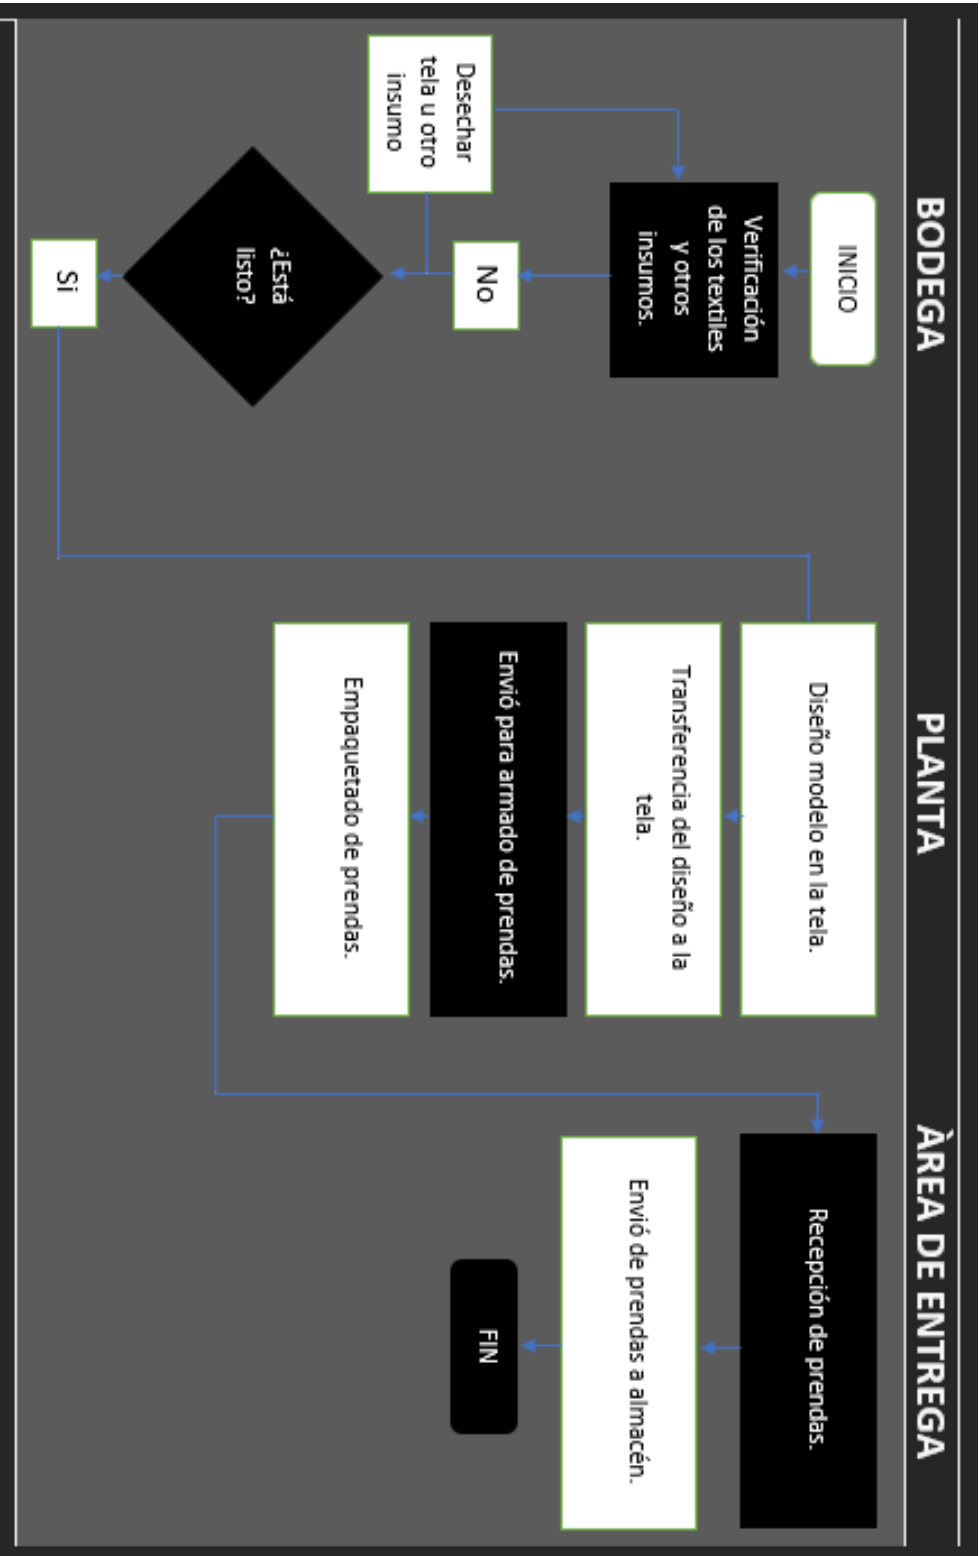 BODEGA
PLANTA
ÀREA DE ENTREGA
INICIO
Verificación
de los textiles
y otros
insumos.
No
Desechar
tela u otro
insumo
¿Está
listo?
Si
Diseño modelo en la tela.
Transferencia del diseño a la
tela.
Envió para armado de prendas.
Empaquetado de prendas.
Recepción de prendas.
Envió de prendas a almacén.
FIN